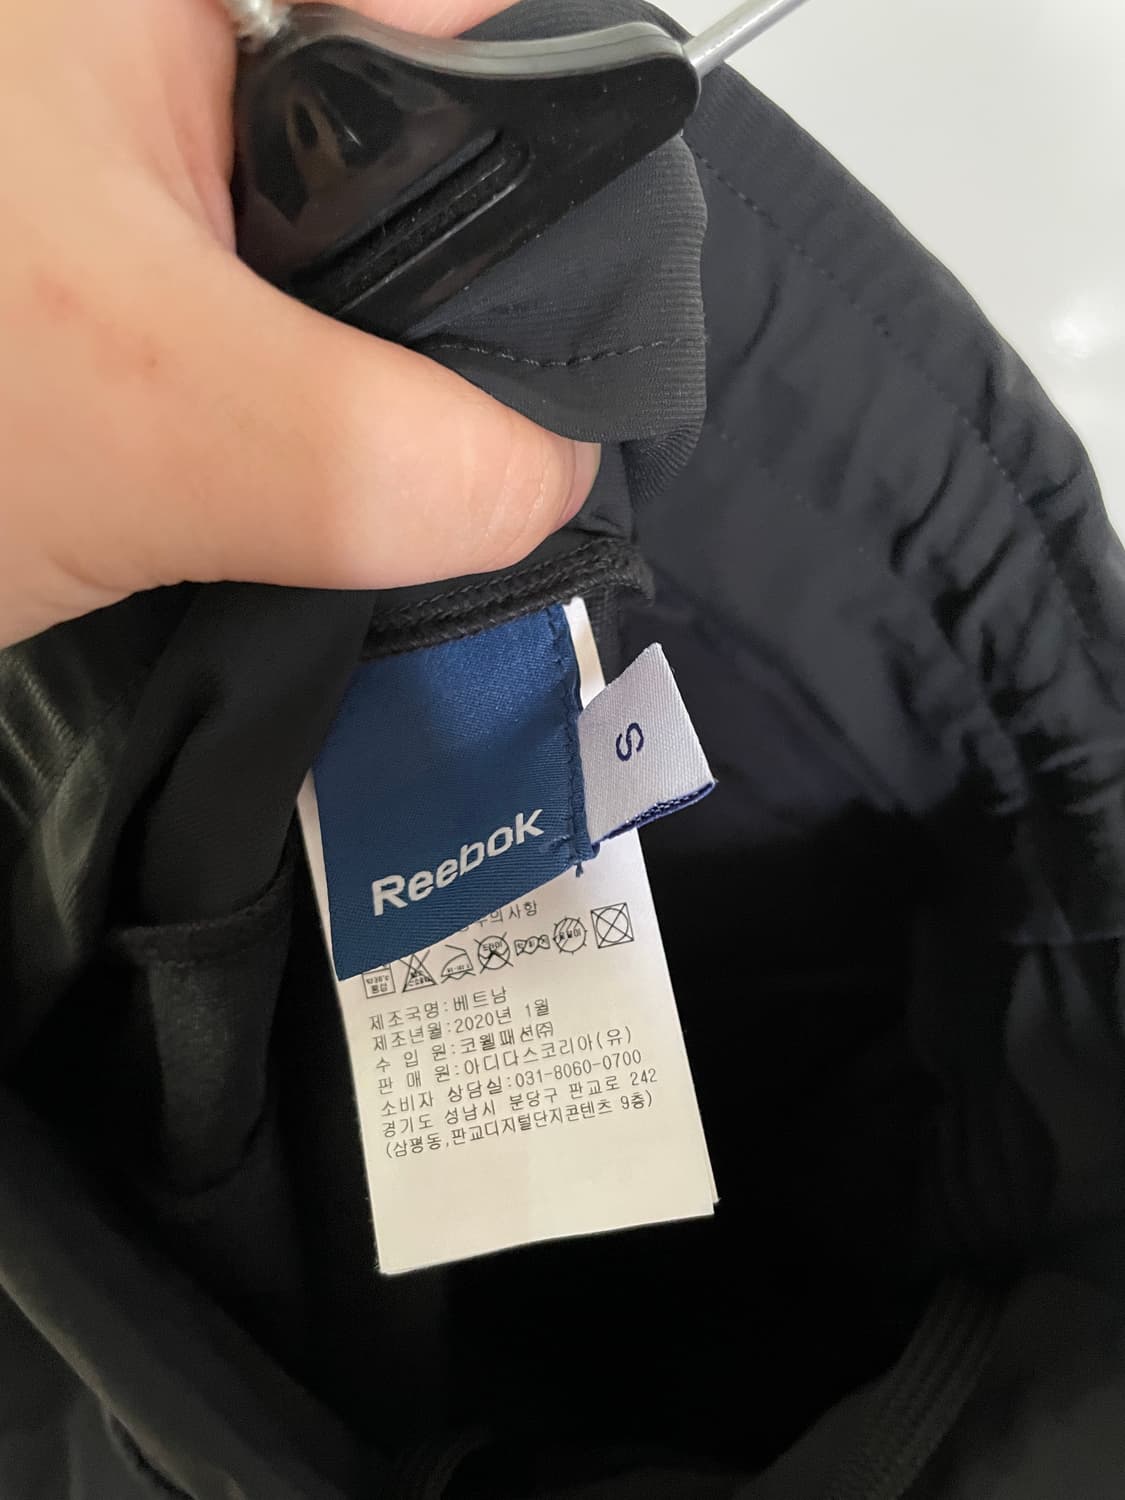 S
Reebok
의사항
제조국명:베트남
제조년월:2020년 1월
수 입 원:코웰패션㈜
판 매 원:아디다스코리아(유)
소비자 상담실:031-8060-0700
경기도 성남시 분당구 판교로 242
(삼평동,판교디지털단지콘텐츠 9층)